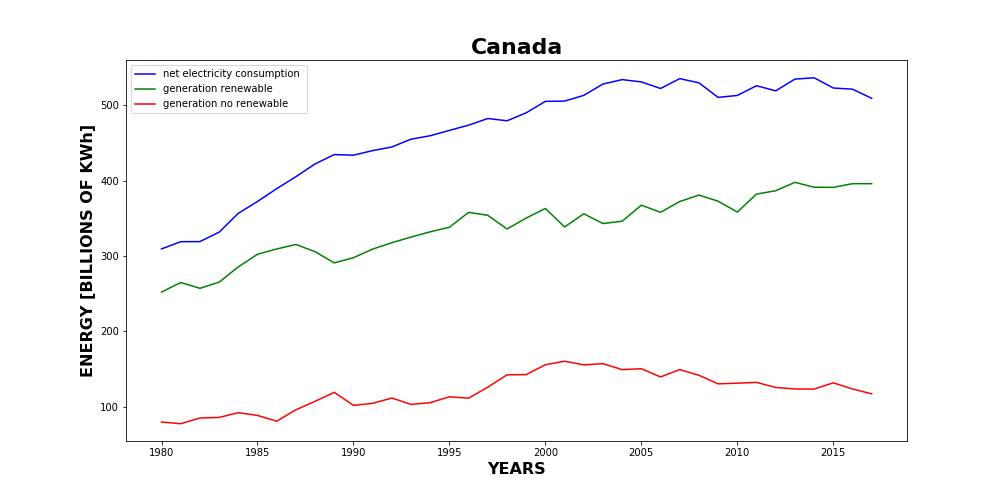 Canada
net electricity consumption
generation renewable
generation no renewable
ENERGY [BILLIONS OF KWh]
500
400
300
200
100
1980 1985 1990 1995 2000 2005 2010 2015
YEARS